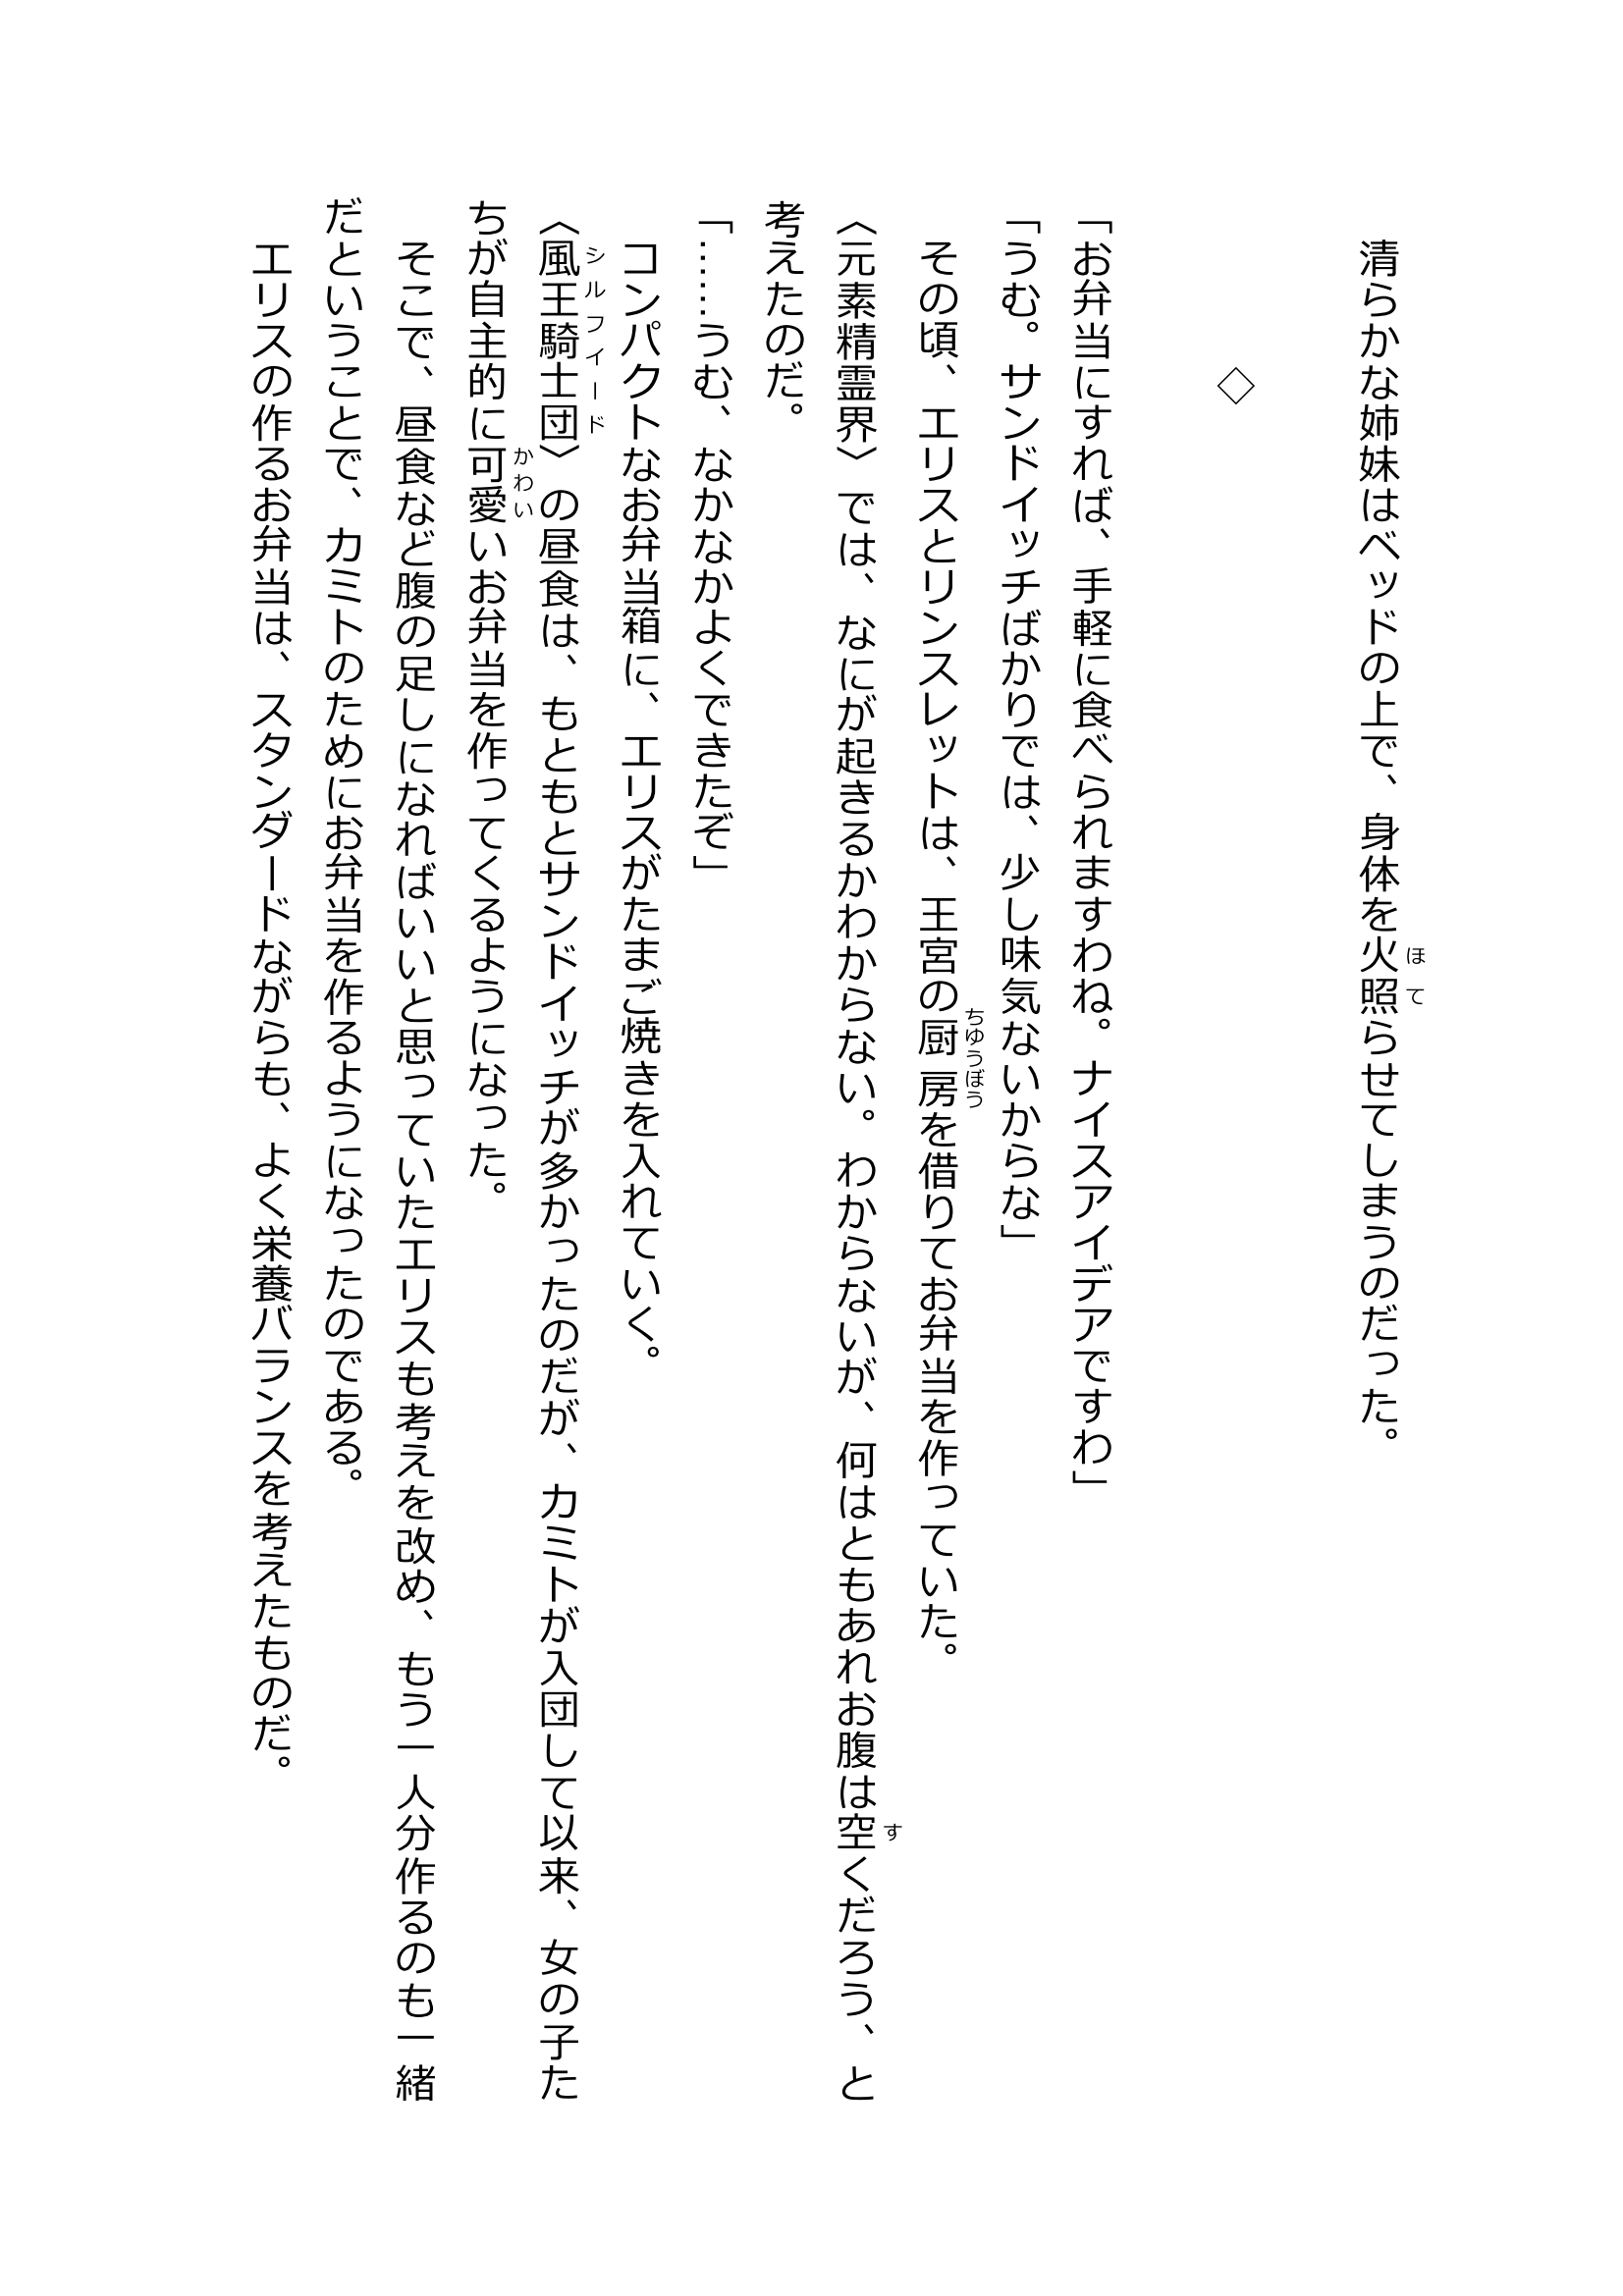 清らかな姉妹はベッドの上で、身体を火照らせてしまうのだった。
◇
「お弁当にすれば、手軽に食べられますわね。ナイスアイデアですわ」
「うむ。サンドイッチばかりでは、少し味気ないからな」
その頃、エリスとリンスレットは、王宮の厨房を借りてお弁当を作っていた。
〈元素精霊界〉では、なにが起きるかわからない。わからないが、何はともあれお腹は空くだろう、と
考えたのだ。
「……うむ、なかなかよくできたぞ」
コンパクトなお弁当箱に、エリスがたまご焼きを入れていく。
〈風王騎士団〉の昼食は、もともとサンドイッチが多かったのだが、カミトが入団して以来、女の子た
ちが自主的に可愛いお弁当を作ってくるようになった。
そこで、昼食など腹の足しになればいいと思っていたエリスも考えを改め、もう一人分作るのも一緒
だということで、カミトのためにお弁当を作るようになったのである。
エリスの作るお弁当は、スタンダードながらも、よく栄養バランスを考えたものだ。